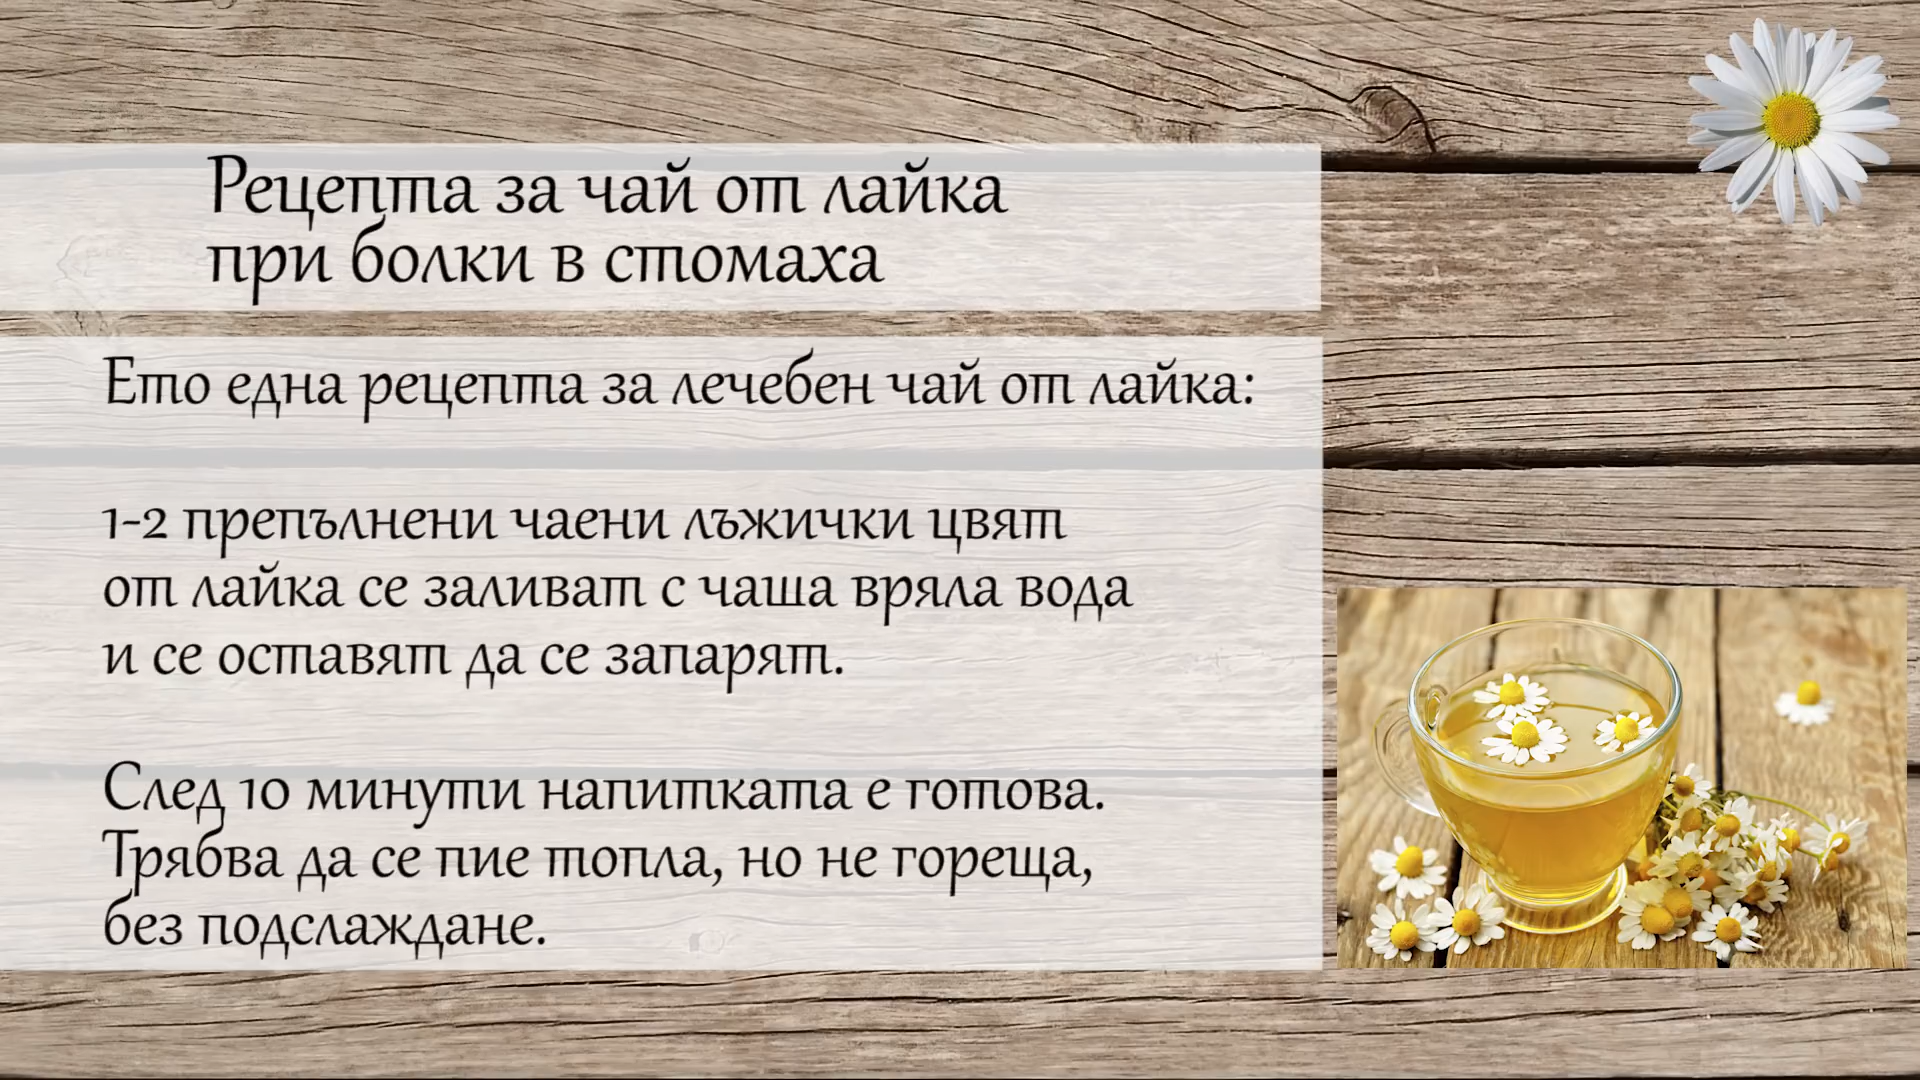 Рецепта за чай от лайка
при болки в стомаха
Ето една рецепта за лечебен чай от лайка:
1-2 препълнени чаени лъжички цвят
от лайка се заливат с чаша вряла вода
и се оставят да се запарят.
След 10 минути напитката е готова.
Трябва да се пие топла, но не гореща,
без подслаждане.